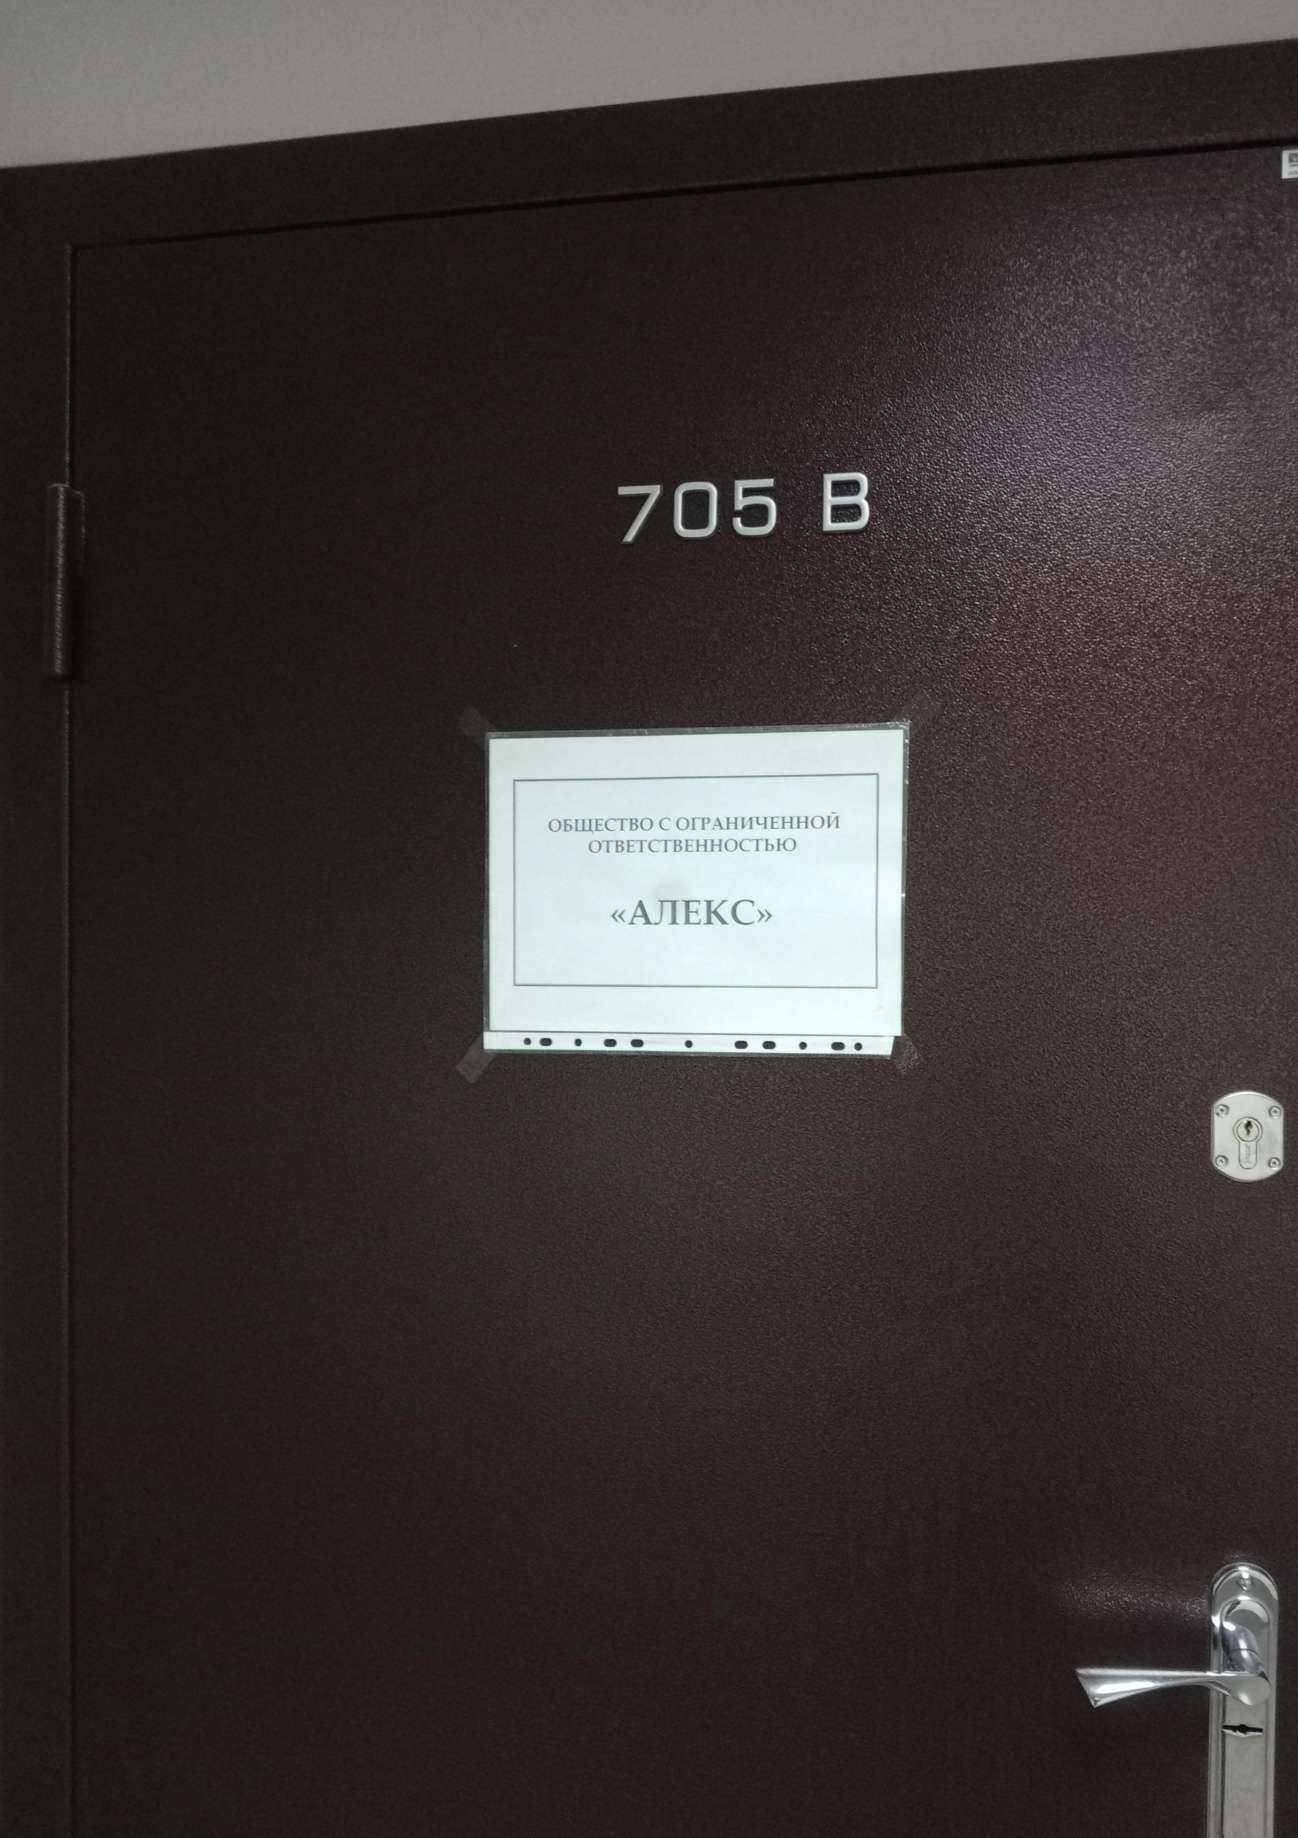 705 В
ОБЩЕСТВО С ОГРАНИЧЕННОЙ
ОТВЕТСТВЕННОСТЬЮ
«АЛЕКС»